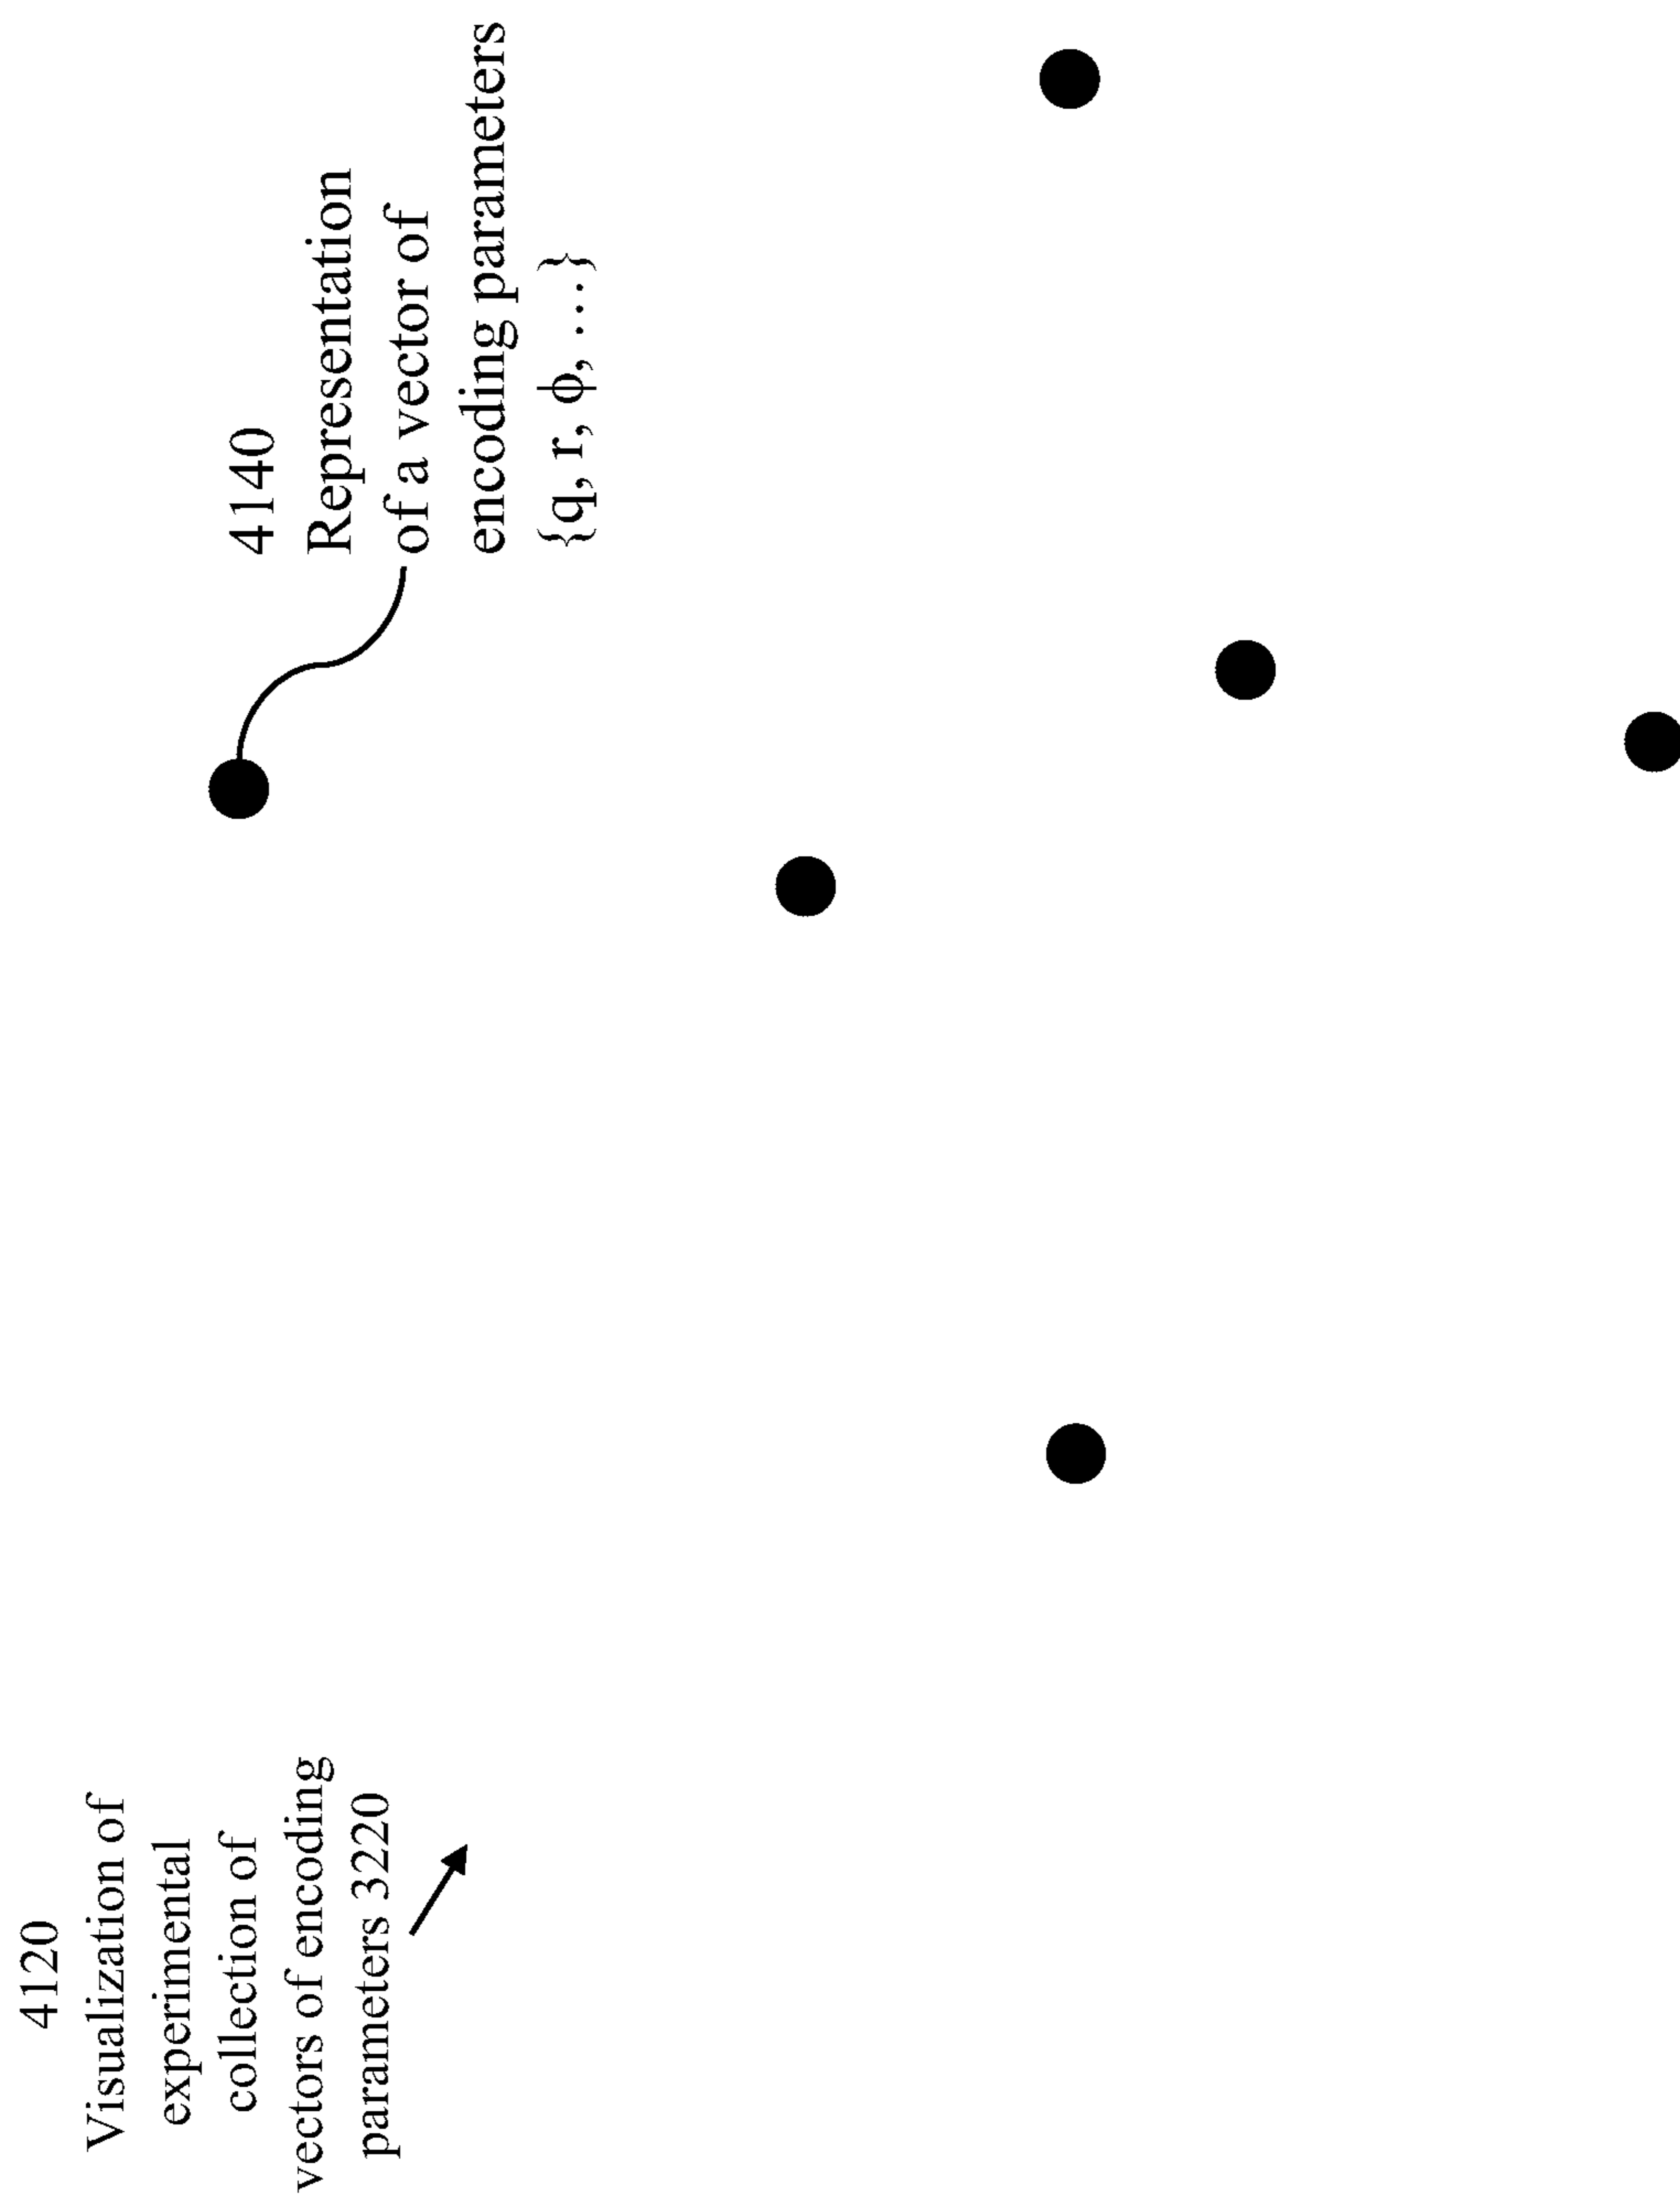 4120
Visualization of
experimental
collection of
vectors of encoding
parameters 3220
4140
Representation
of a vector of
encoding parameters
{q, r, ϕ, …}